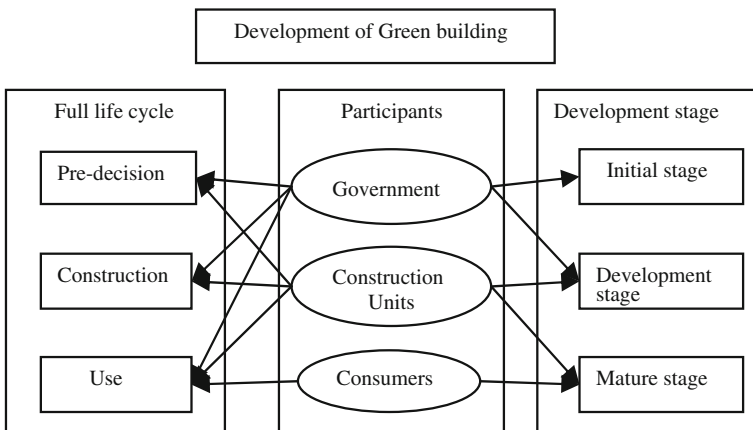 Development of Green building
Full life cycle
Participants
Development stage
Pre-decision
Government
Initial stage
Construction
Construction
Units
Development
stage
Use
Consumers
Mature stage